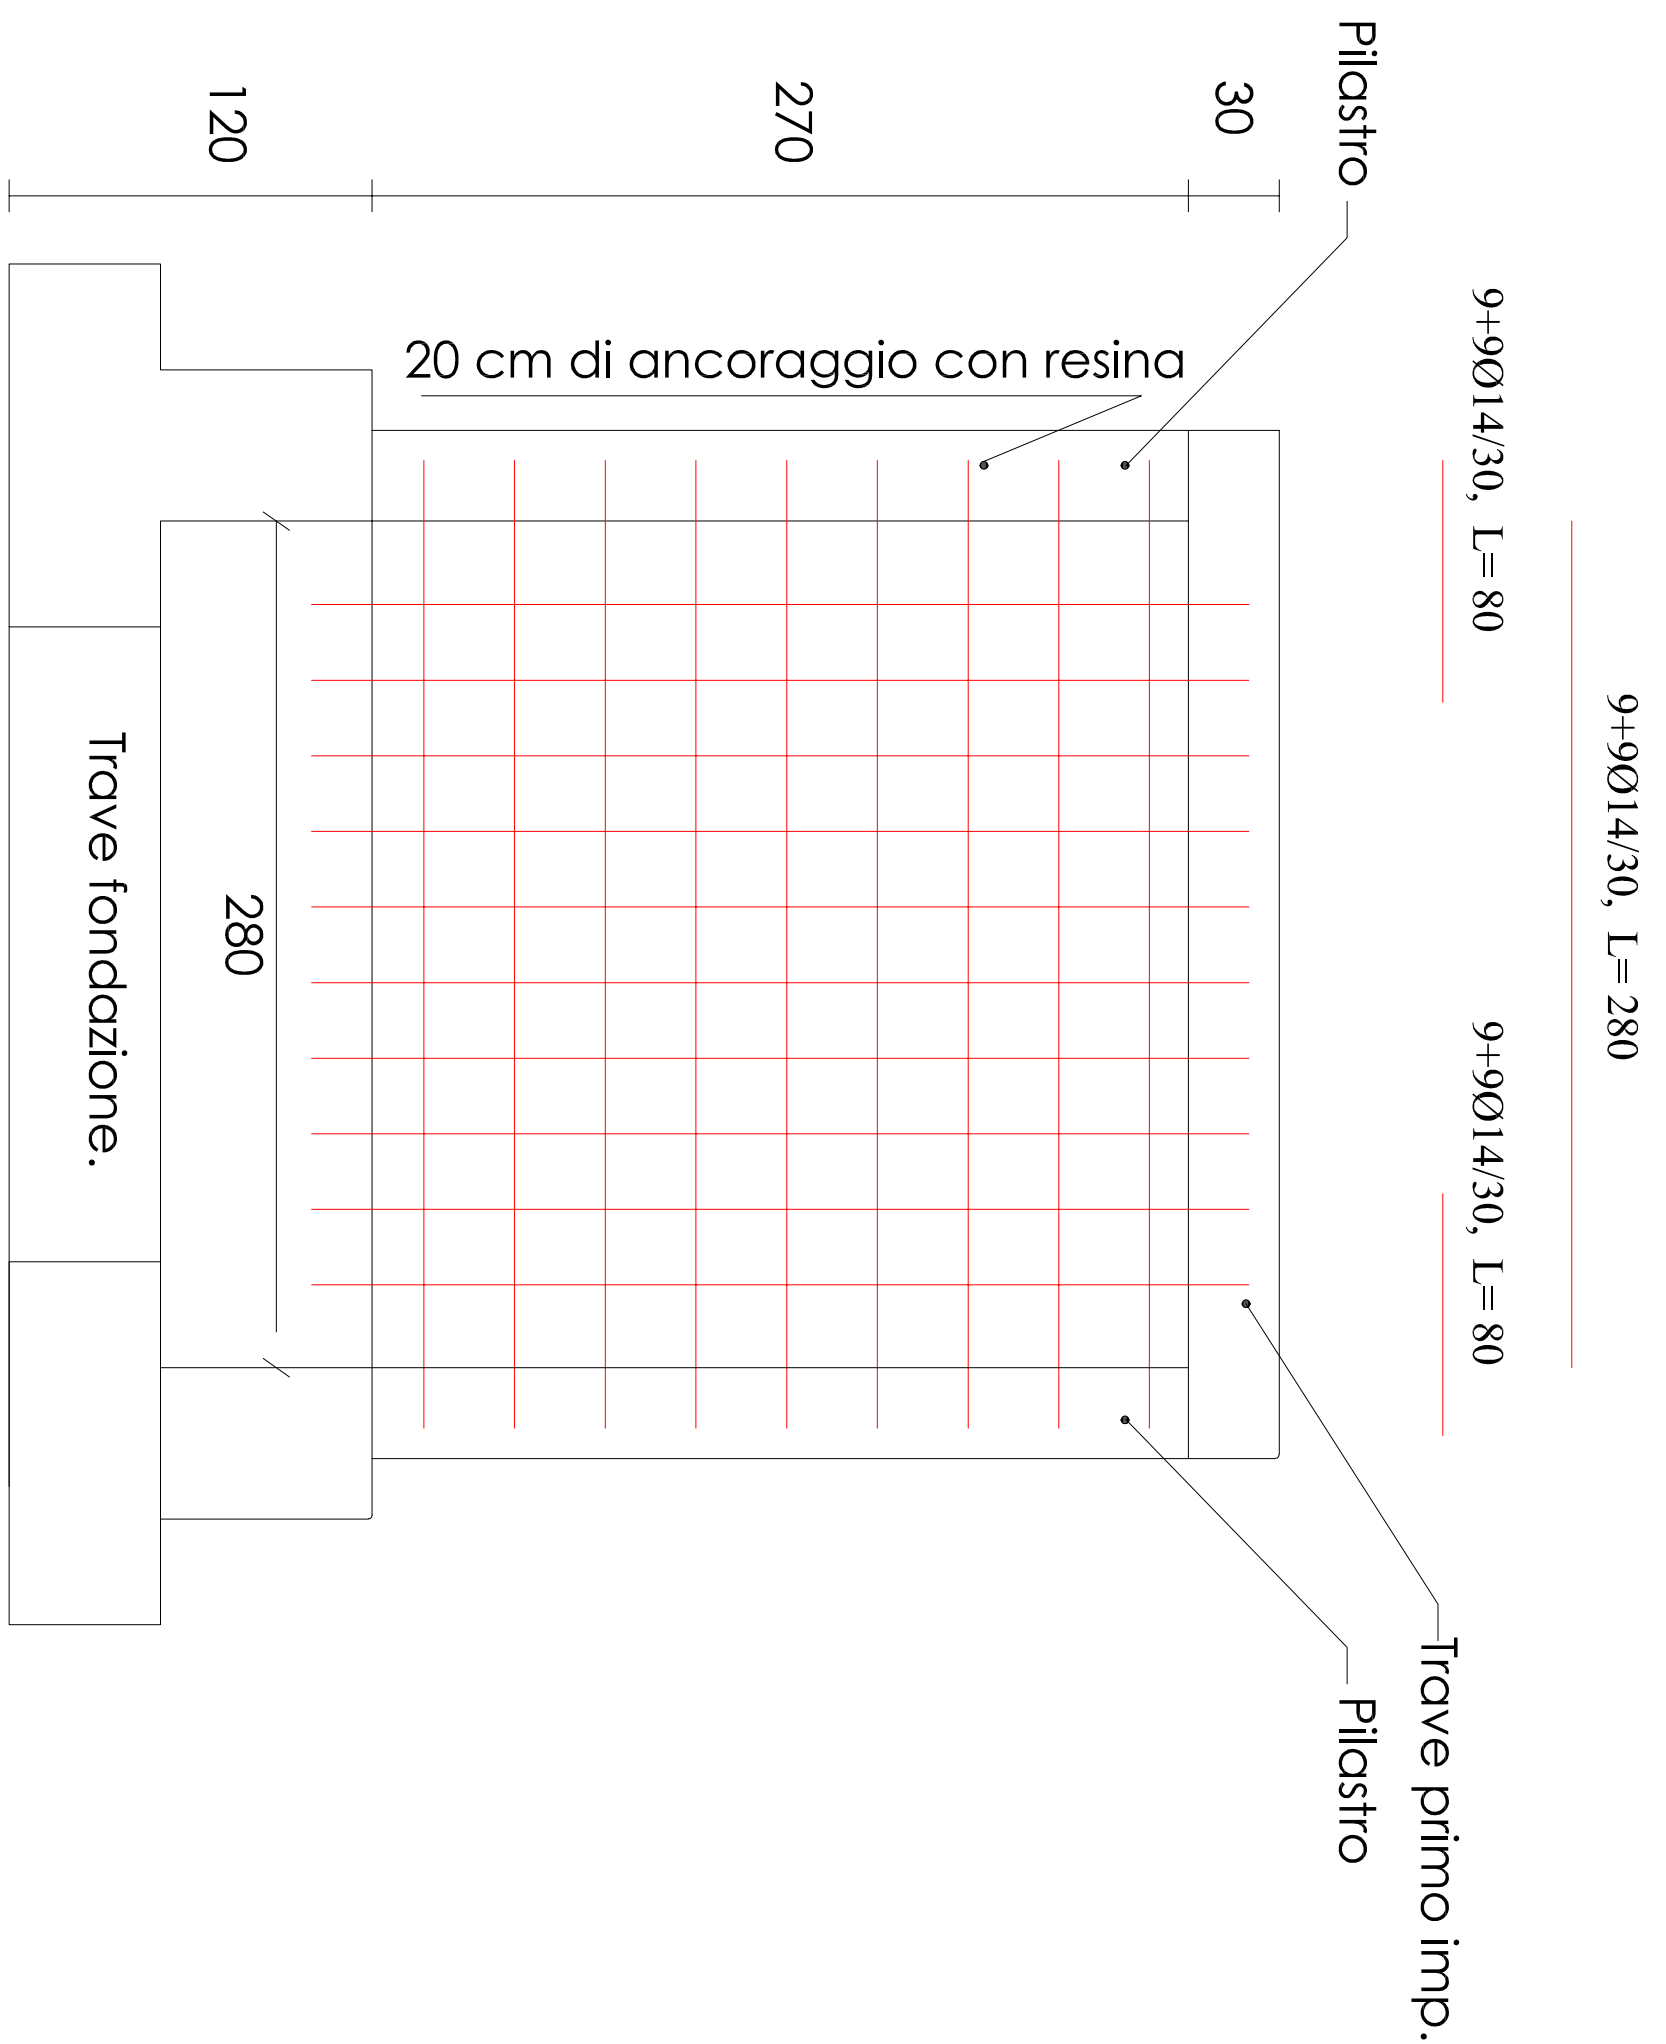 9+9Ø14/30, L= 280
9+9Ø14/30, L= 80
9+9Ø14/30, L= 80
Pilastro
Trave primo imp.
Pilastro
30
270
120
20 cm di ancoraggio con resina
280
Trave fondazione.